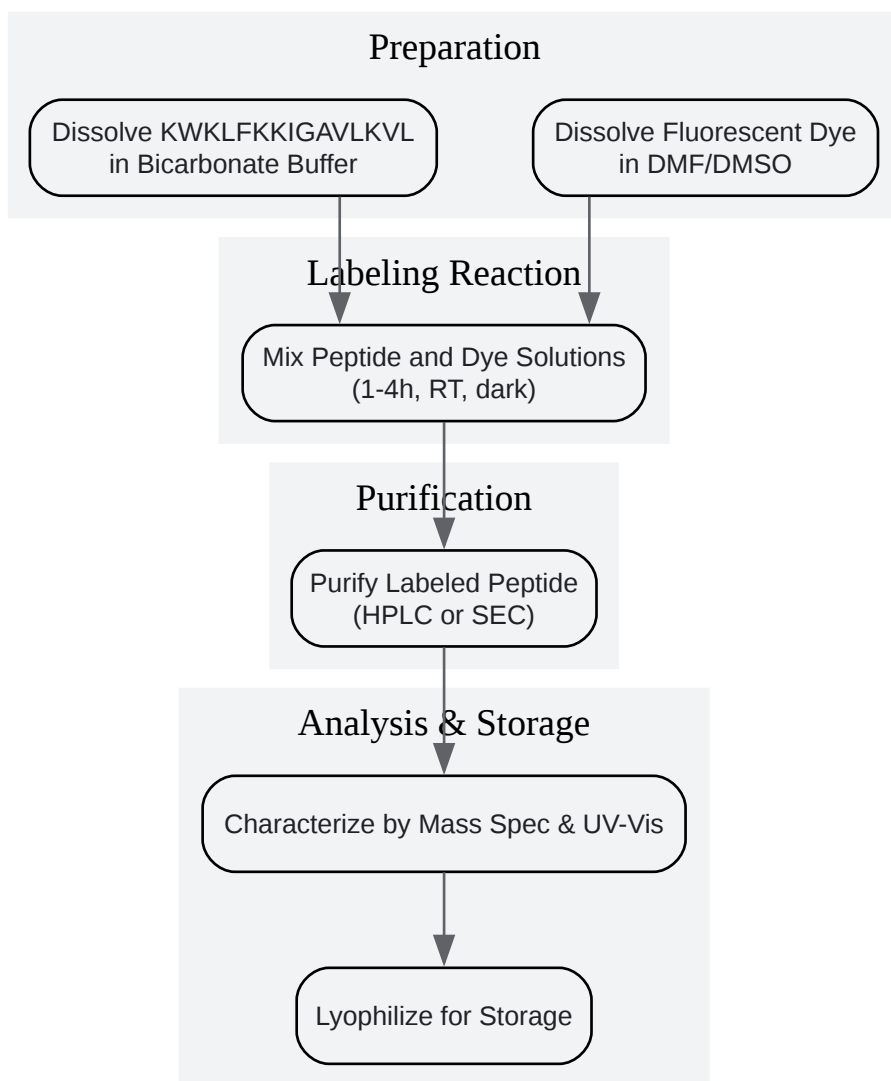 Preparation
Dissolve KWKLFKKIGAVLKVL
in Bicarbonate Buffer
Dissolve Fluorescent Dye
in DMF/DMSO
Labeling Reaction
Mix Peptide and Dye Solutions
(1-4h, RT, dark)
Purification
Purify Labeled Peptide
(HPLC or SEC)
Analysis & Storage
Characterize by Mass Spec & UV-Vis
Lyophilize for Storage